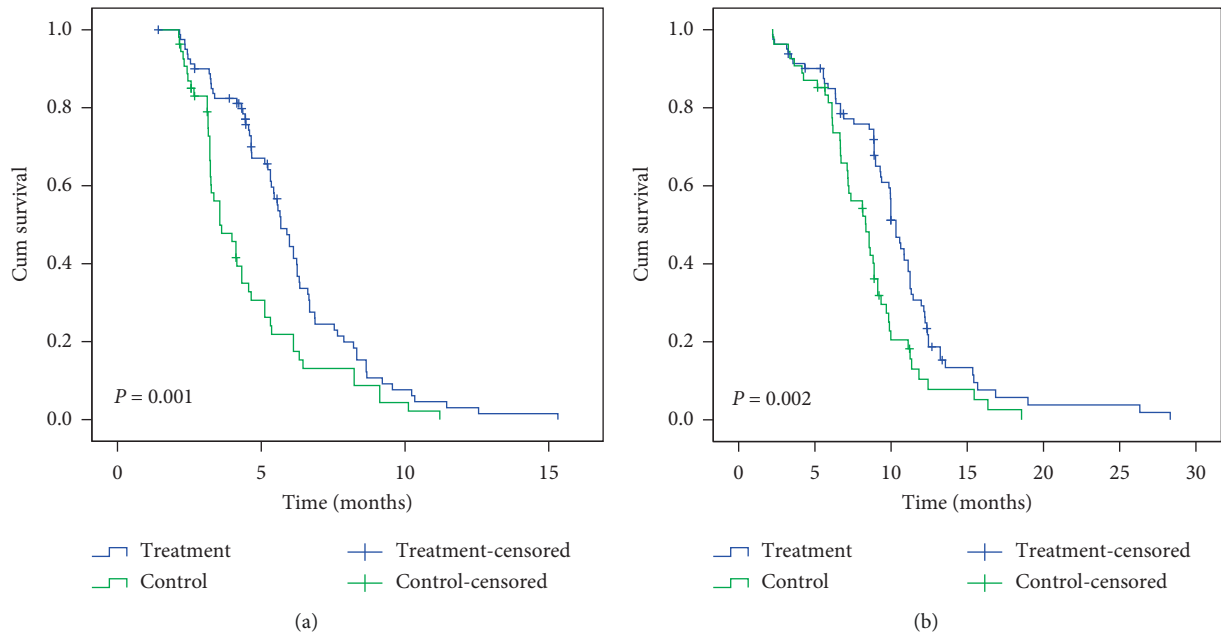 1.0
0.8
0.6
0.4
0.2
0.0
Cum survival
P = 0.001
0 5 10 15
Time (months)
Treatment Treatment-censored
Control Control-censored
(a)
1.0
0.8
0.6
0.4
0.2
0.0
Cum survival
P = 0.002
0 5 10 15 20 25 30
Time (months)
Treatment Treatment-censored
Control Control-censored
(b)